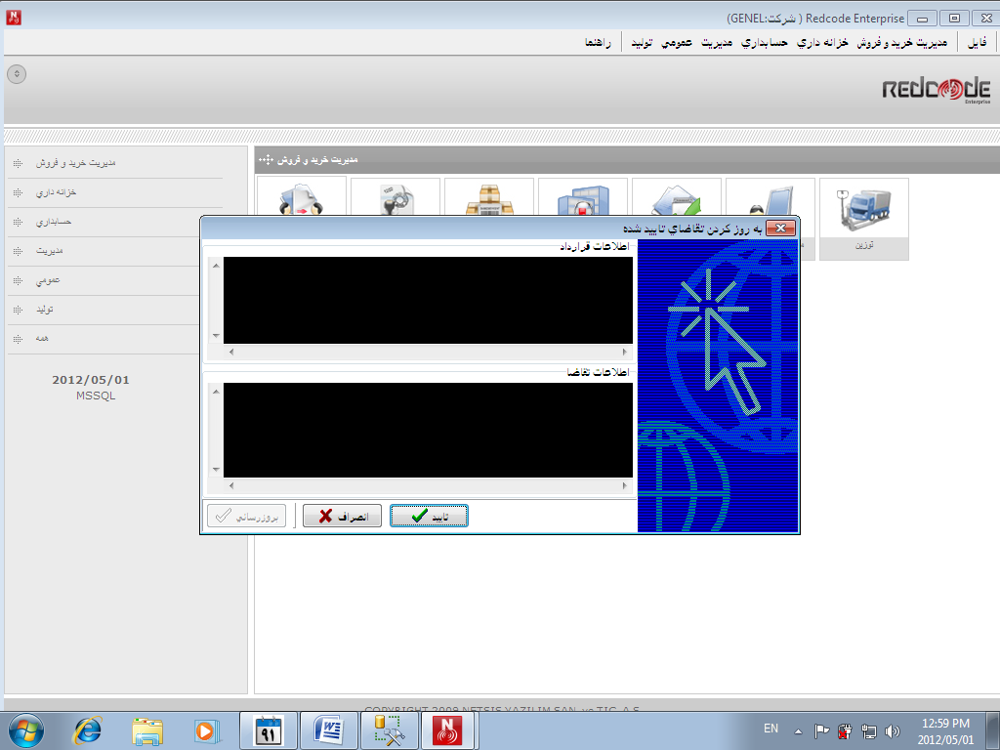 Redcode Enterprise ( شرکت:GENEL)
فایل مدیریت خرید و فروش خزانه داري حسابداري مدیریت عمومي تولید راهنما
REDCODE
Enterprise
مدیریت خرید و فروش
خزانه داري
حسابداري
مدیریت
عمومي
تولید
همه
2012/05/01
MSSQL
مدیریت خرید و فروش
توزین
به روز کردن تقاضاي تایید شده
اطلاعات قرارداد
اطلاعات تقاضا
تایید
انصراف
بروزرساني
COPYRIGHT 2009 NETSIS YAZILIM SAN. ve TIC. A.S.
۹۱
EN
12:59 PM
2012/05/01